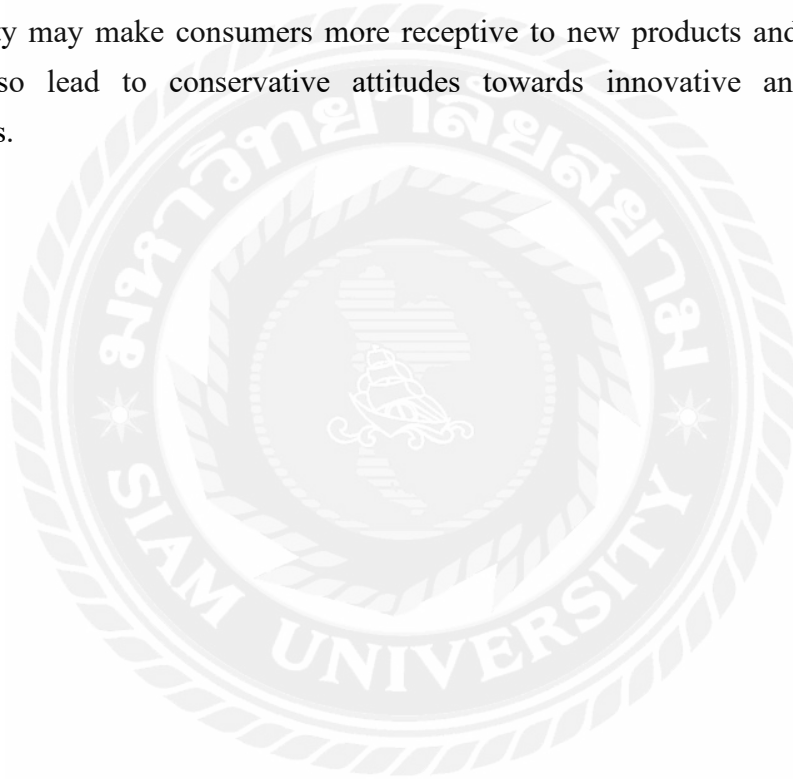 ty may make consumers more receptive to new products and
so lead to conservative attitudes towards innovative an
s.
มหาวิทยาลัยสยาม
SIAM UNIVERSITY